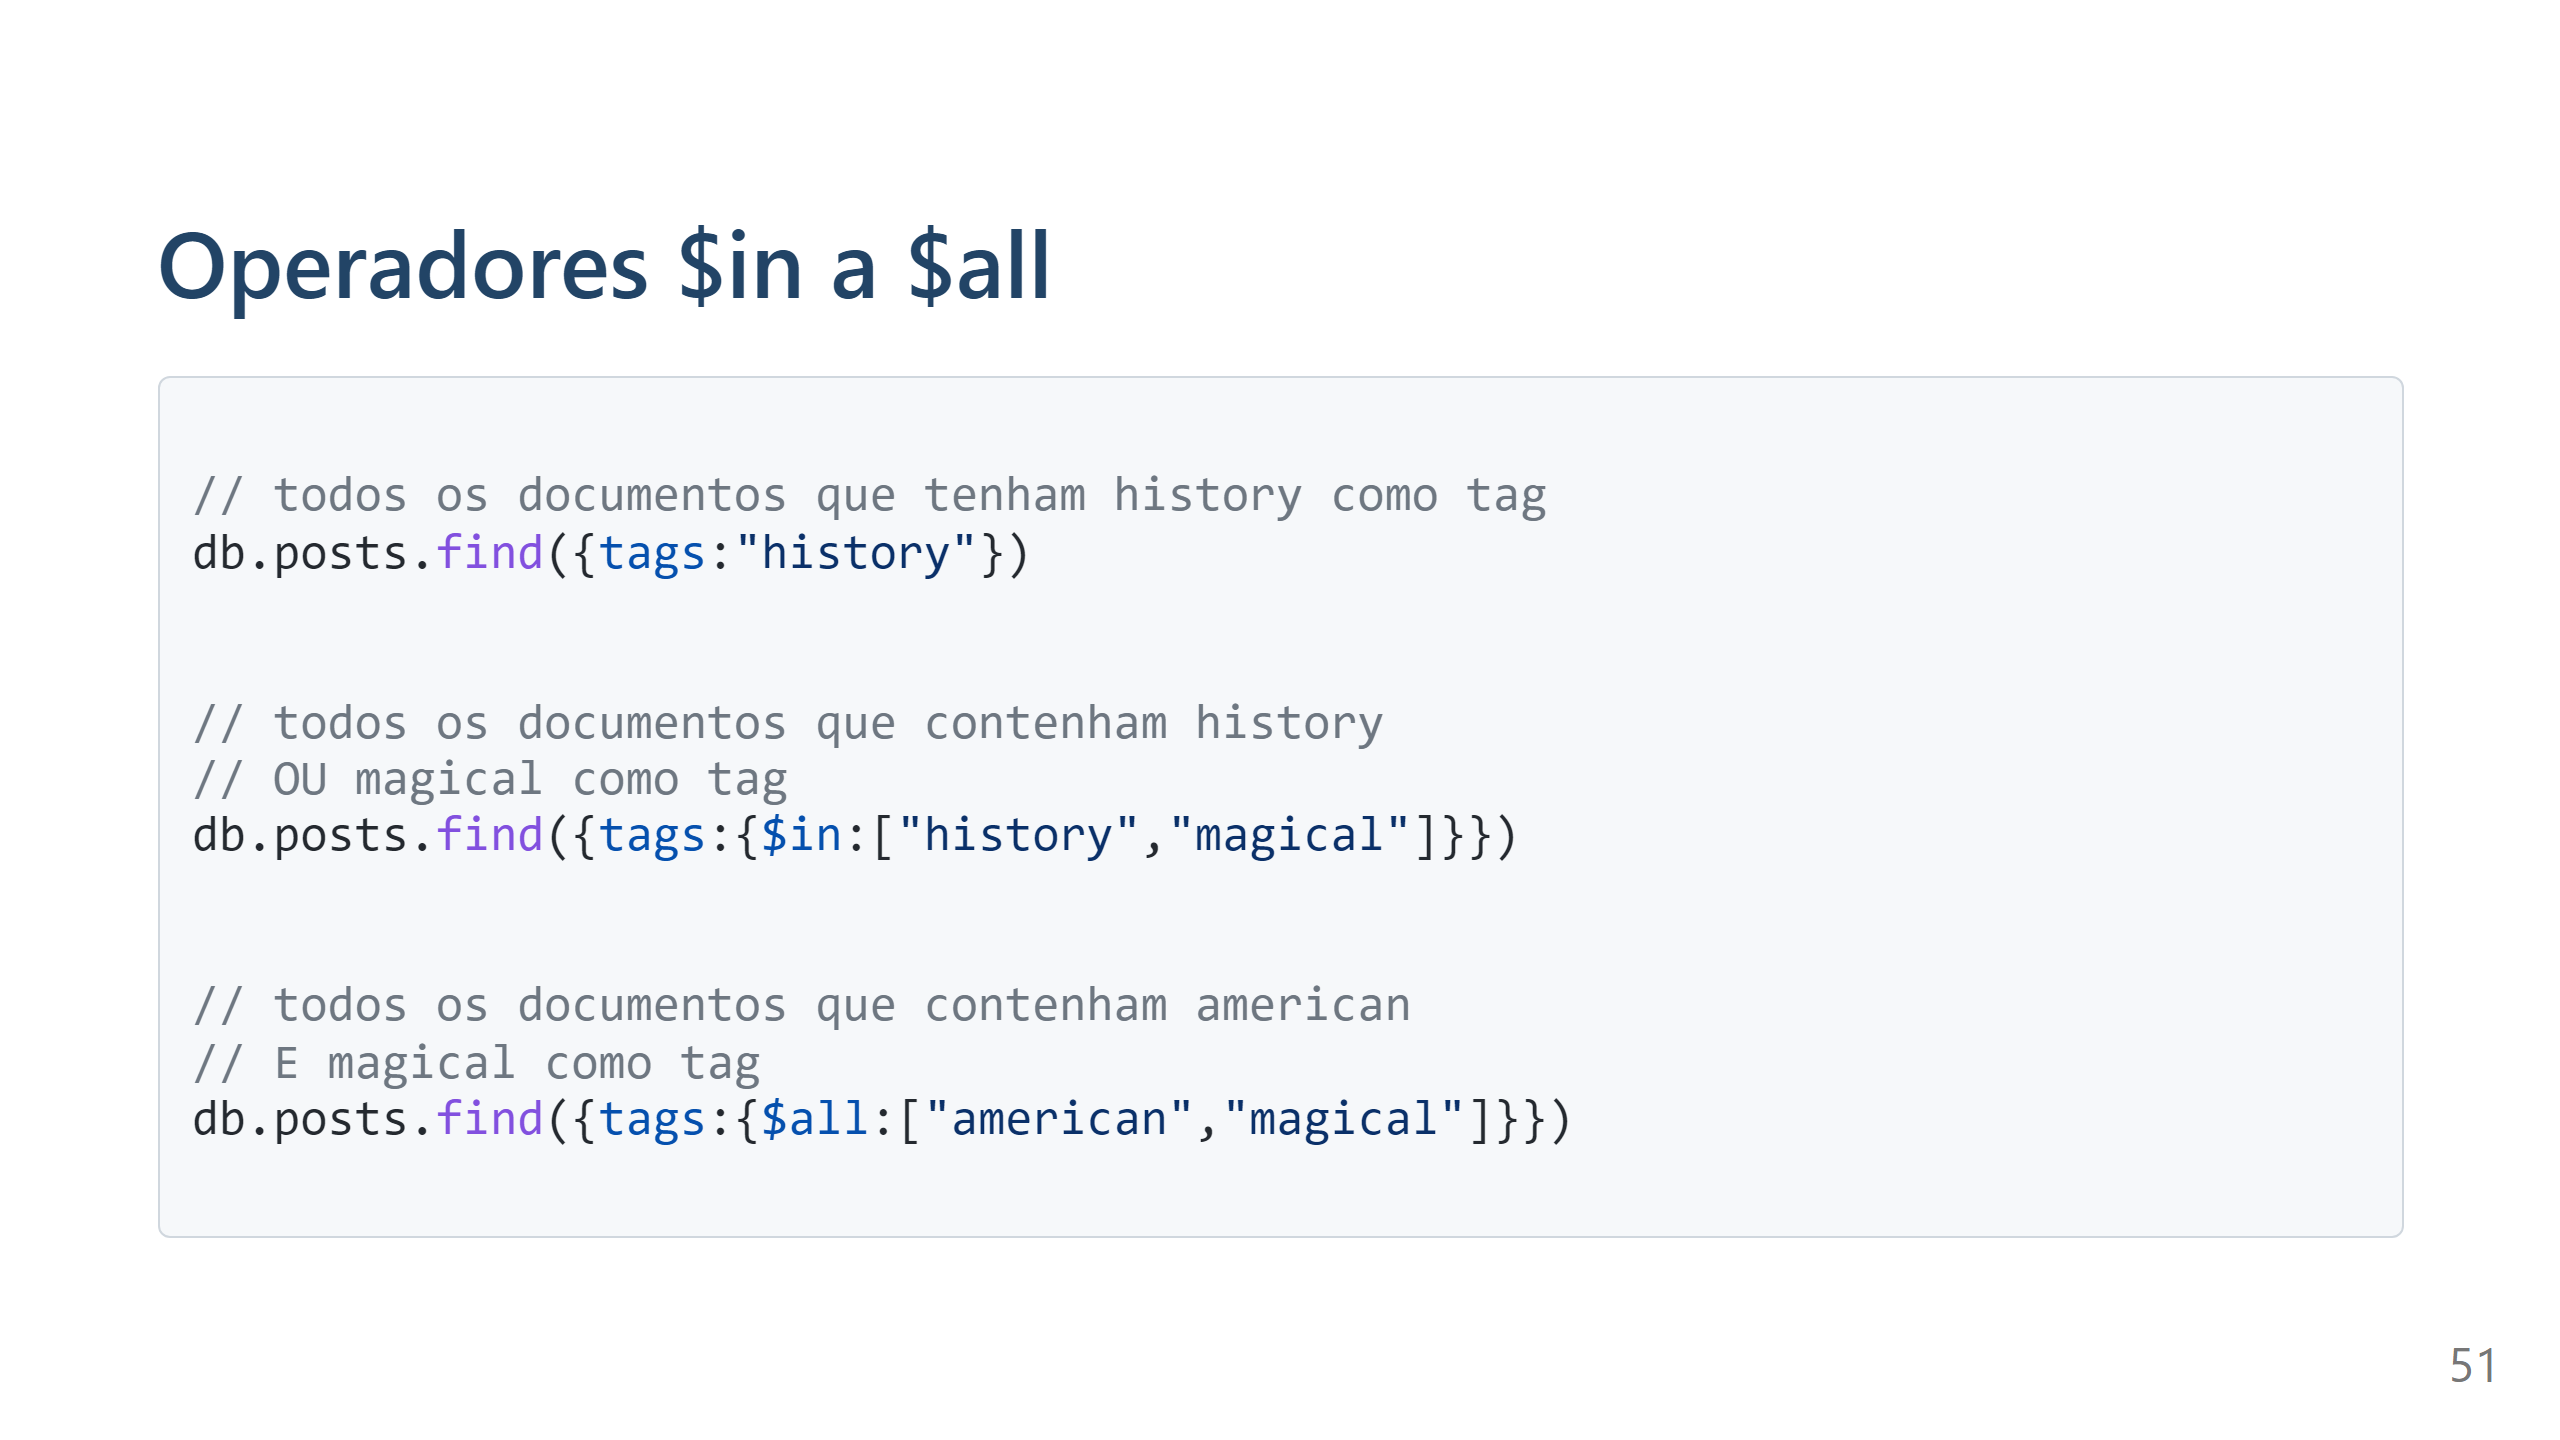 Operadores $in a $all
// todos os documentos que tenham history como tag
db.posts.find({tags:"history"})
// todos os documentos que contenham history
// OU magical como tag
db.posts.find({tags:{$in:["history","magical"]}})
// todos os documentos que contenham american
// E magical como tag
db.posts.find({tags:{$all:["american","magical"]}})
51